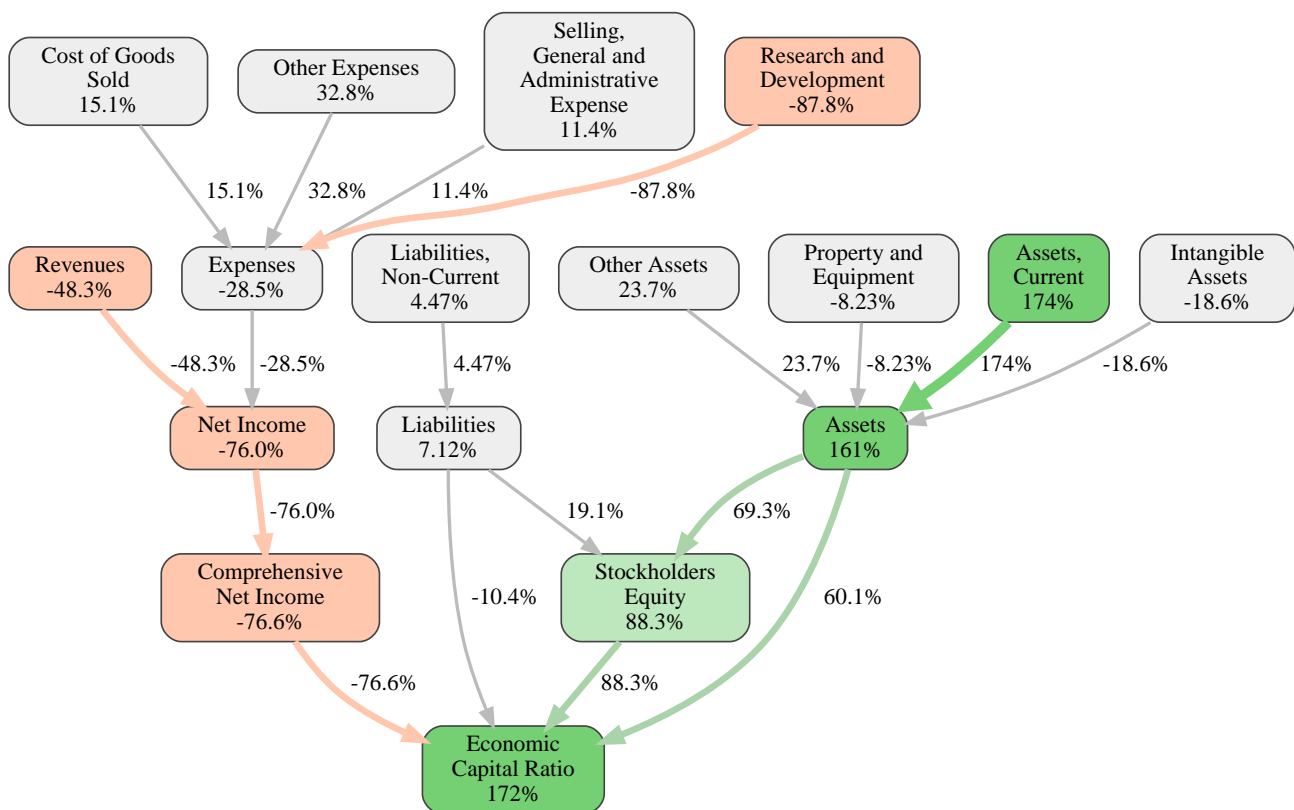 Cost of Goods
Sold
15.1%
Other Expenses
32.8%
Selling,
General and
Administrative
Expense
11.4%
Research and
Development
-87.8%
15.1%
32.8%
11.4%
-87.8%
Revenues
-48.3%
Expenses
-28.5%
Liabilities,
Non-Current
4.47%
Other Assets
23.7%
Property and
Equipment
-8.23%
Assets,
Current
174%
Intangible
Assets
-18.6%
-48.3%
-28.5%
4.47%
23.7%
-8.23%
174%
-18.6%
Net Income
-76.0%
Liabilities
7.12%
Assets
161%
-76.0%
19.1%
69.3%
Comprehensive
Net Income
-76.6%
-10.4%
Stockholders
Equity
88.3%
60.1%
-76.6%
88.3%
Economic
Capital Ratio
172%